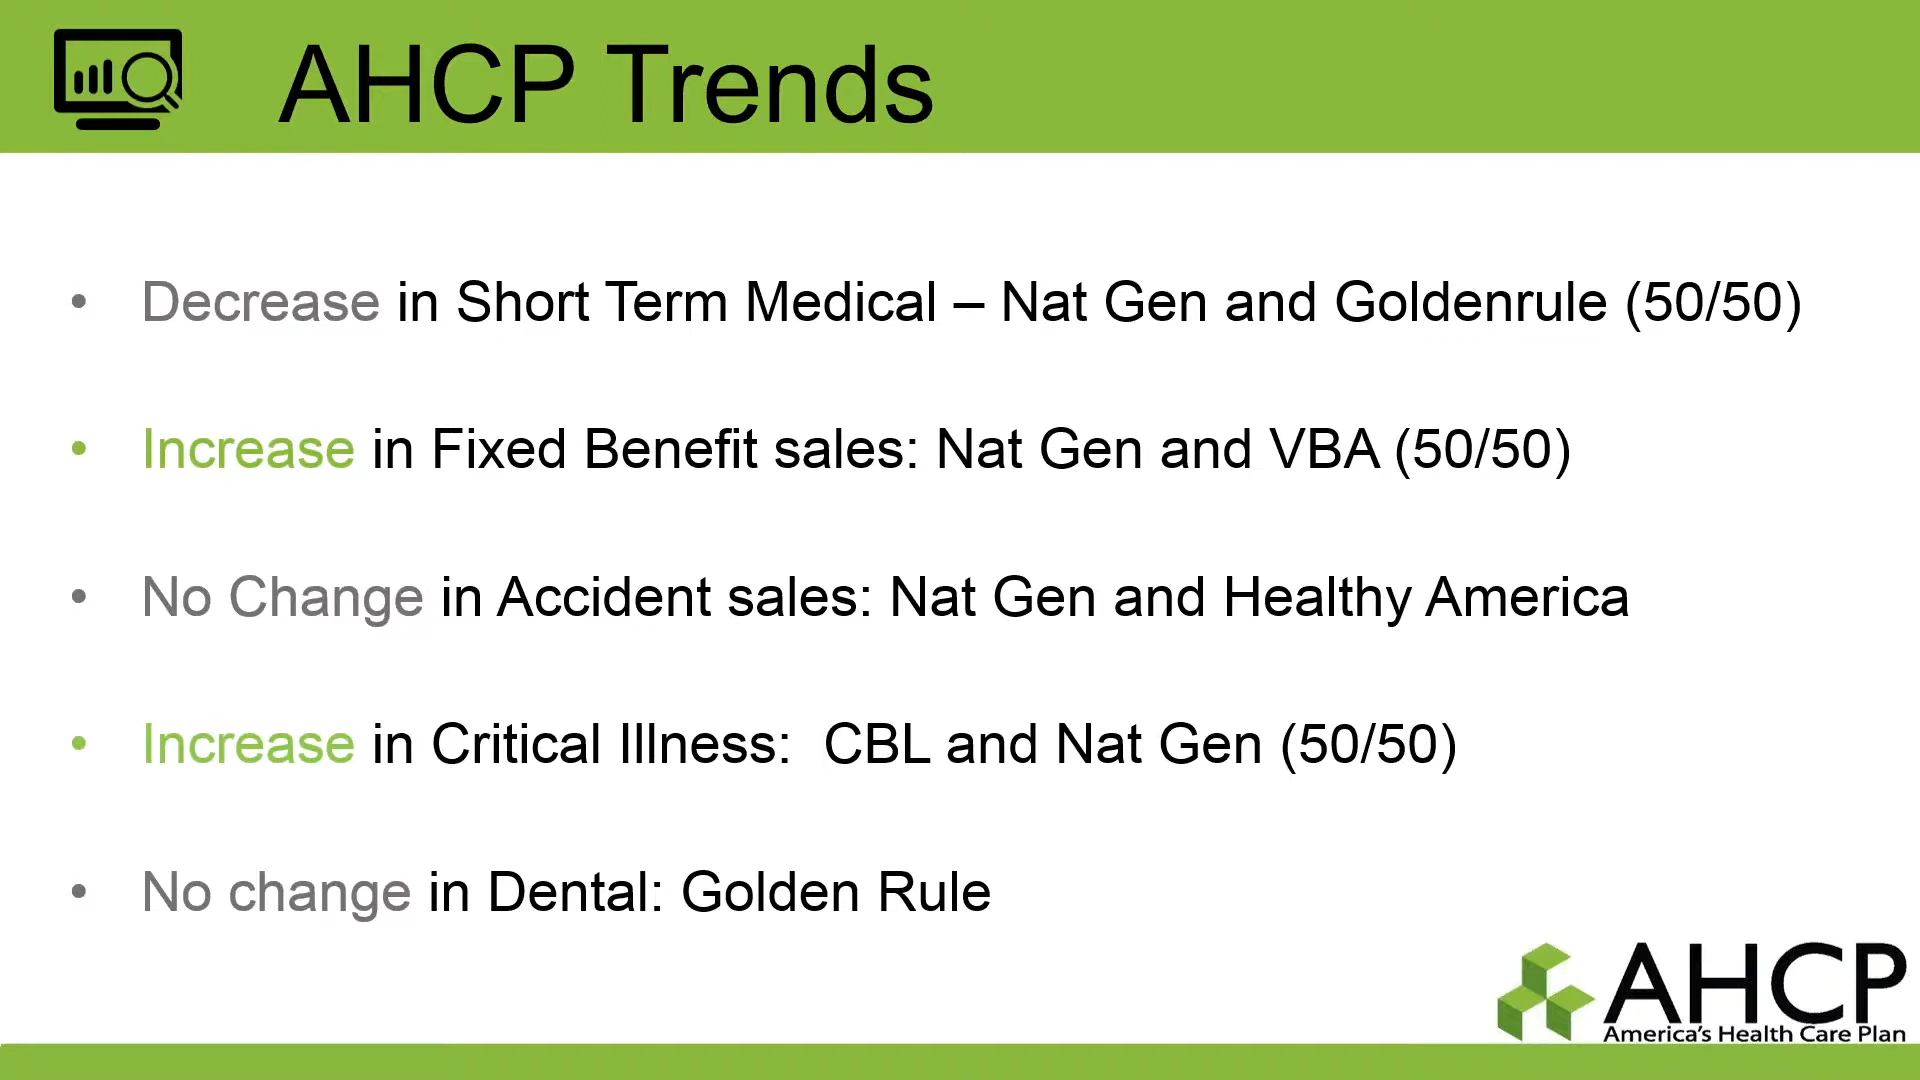 AHCP Trends
• Decrease in Short Term Medical – Nat Gen and Goldenrule (50/50)
• Increase in Fixed Benefit sales: Nat Gen and VBA (50/50)
• No Change in Accident sales: Nat Gen and Healthy America
• Increase in Critical Illness:  CBL and Nat Gen (50/50)
• No change in Dental: Golden Rule
AHCP
America's Health Care Plan